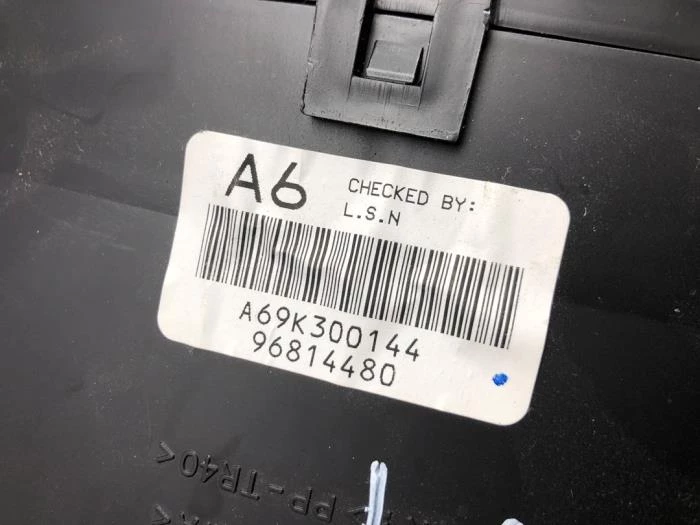 A6 CHECKED BY:
L.S.N
A69K300144
96814480
>PP-TR40<